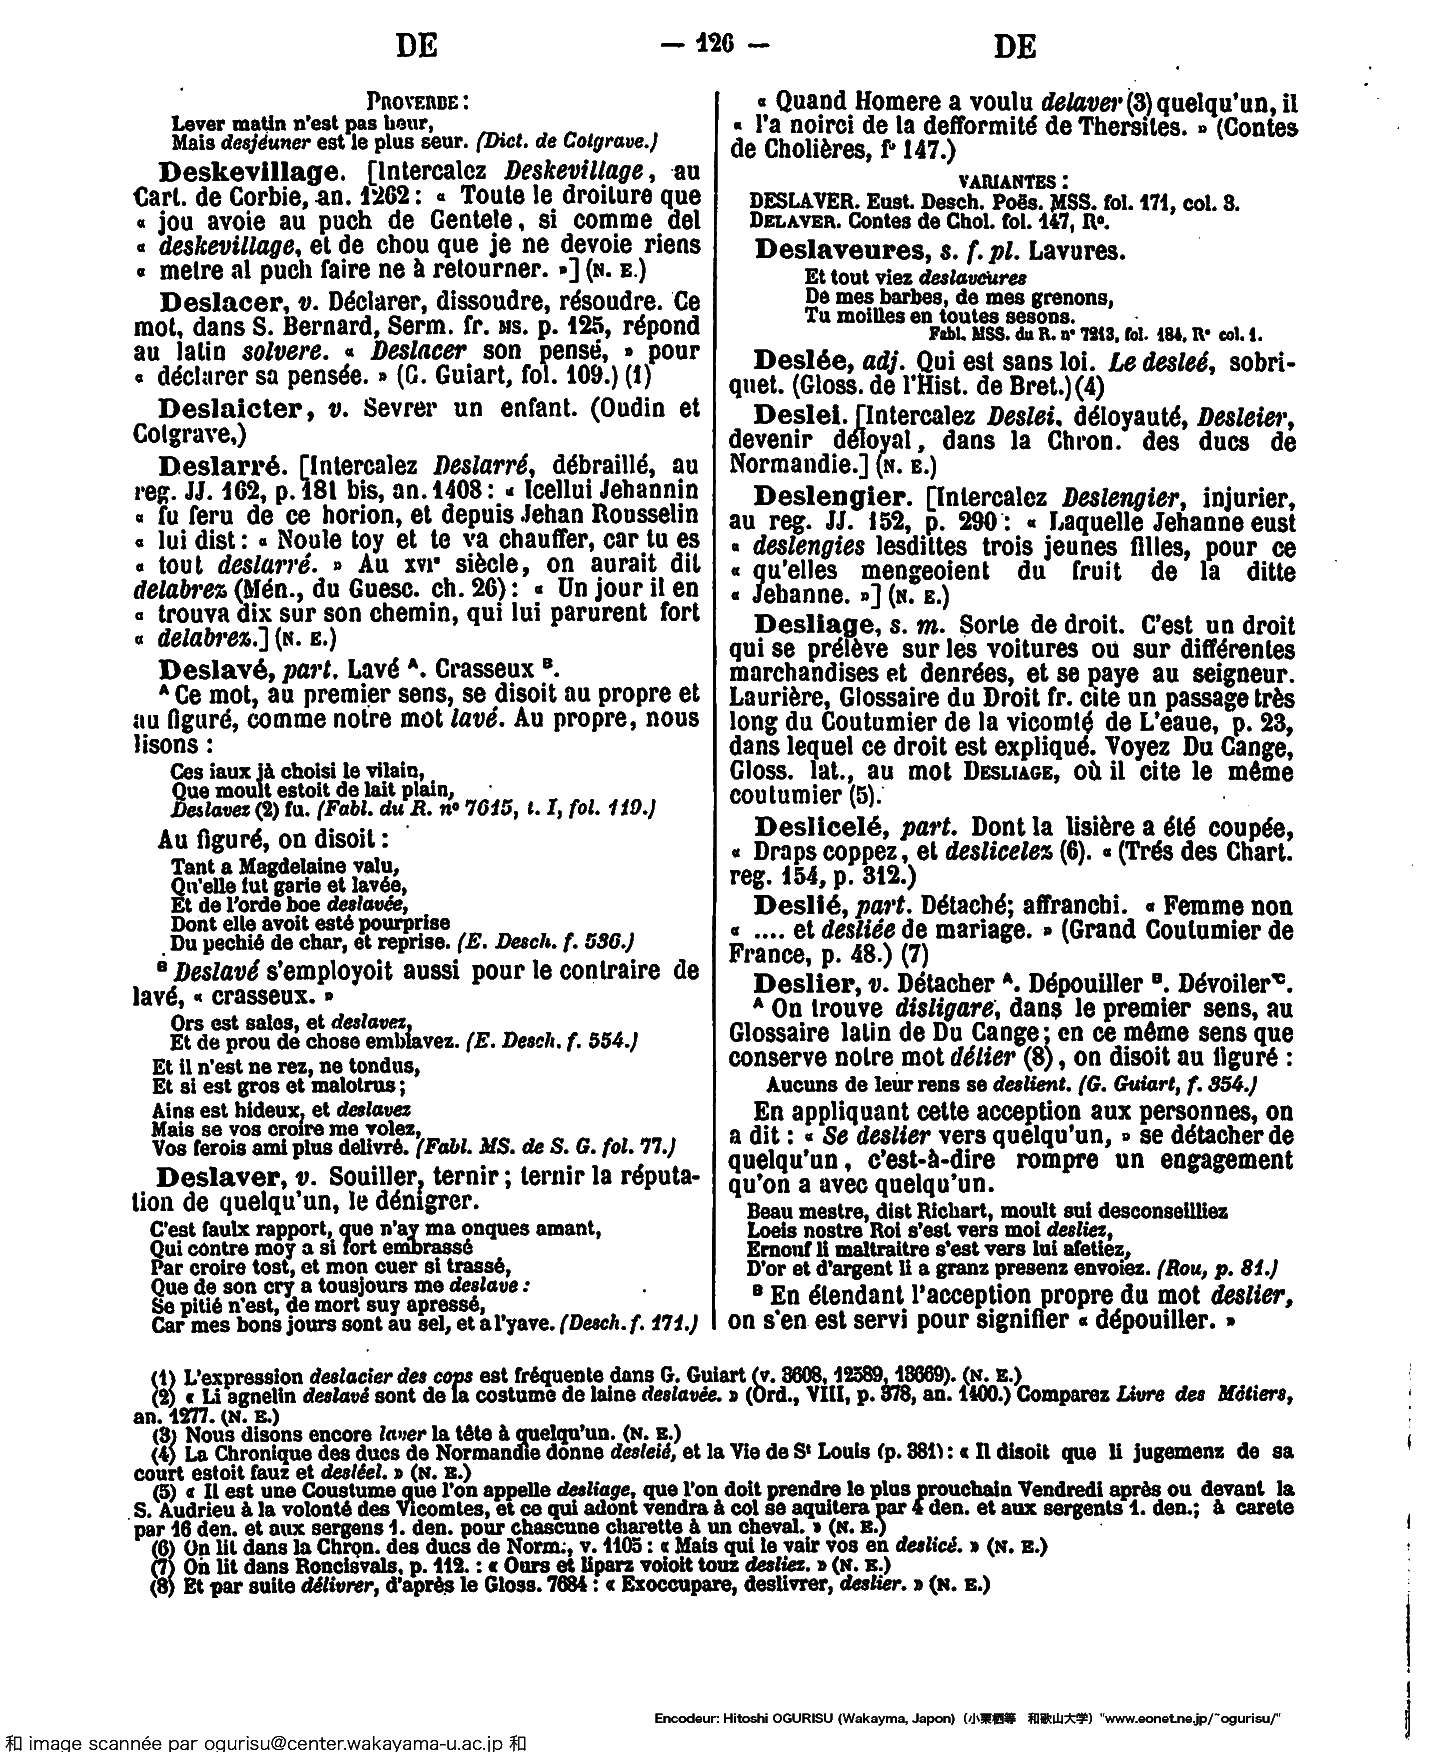 DE
— 126 —
DE
PROVERBE :
Lever matin n'est pas heur,
Mais desjéuner est le plus seur. (Dict. de Cotgrave.)
Deskevillage. [Intercalez Deskevillage, au
Cart. de Corbie, an. 1262 : « Toute le droiture que
« jou avoie au puch de Gentele, si comme del
« deskevillage, et de chou que je ne devoie riens
« metre al puch faire ne à retourner. »] (N. E.)
Deslacer, v. Déclarer, dissoudre, résoudre. Ce
mot, dans S. Bernard, Serm. fr. MS. p. 125, répond
au latin solvere. « Deslacer son pensé, » pour
« déclarer sa pensée. » (G. Guiart, fol. 109.) (1)
Deslaicter, v. Sevrer un enfant. (Oudin et
Cotgrave.)
Deslarré. [Intercalez Deslarré, débraillé, au
reg. JJ. 162, p. 181 bis, an. 1408 : « Icellui Jehannin
« fu feru de ce horion, et depuis Jehan Rousselin
« lui dist : « Noule toy et te va chauffer, car tu es
« tout deslarré. » Au XVIe siècle, on aurait dit
delabrez (Mén., du Guesc. ch. 26) : « Un jour il en
« trouva dix sur son chemin, qui lui parurent fort
« delabrez.] (N. E.)
Deslavé, part. Lavé A. Crasseux B.
A Ce mot, au premier sens, se disoit au propre et
au figuré, comme notre mot lavé. Au propre, nous
lisons :
Ces iaux jà choisi le vilain,
Que moult estoit de lait plain,
Deslavez (2) fu. (Fabl. du R. no 7615, t. I, fol. 119.)
Au figuré, on disoit :
Tant a Magdelaine valu,
Qu'elle fut garie et lavée,
Et de l'orde boe deslavée,
Dont elle avoit esté pourprise
Du pechié de char, et reprise. (E. Desch. f. 536.)
B Deslavé s'employoit aussi pour le contraire de
lavé, « crasseux. »
Ors est sales, et deslavez,
Et de prou de chose emblavez. (E. Desch. f. 554.)
Et il n'est ne rez, ne tondus,
Et si est gros et malotrus ;
Ains est hideux, et deslavez
Mais se vos croire me volez,
Vos ferois ami plus delivré. (Fabl. MS. de S. G. fol. 77.)
Deslaver, v. Souiller, ternir ; ternir la réputa-
tion de quelqu'un, le dénigrer.
C'est faulx rapport, que n'ay ma onques amant,
Qui contre moy a si fort embrassé
Par croire tost, et mon cuer si trassé,
Que de son cry a tousjours me deslave :
Se pitié n'est, de mort suy apressé,
Car mes bons jours sont au sel, et a l'yave. (Desch. f. 171.)
« Quand Homere a voulu delaver (3) quelqu'un, il
« l'a noirci de la defformité de Thersites. » (Contes
de Cholières, fo 147.)
VARIANTES :
DESLAVER. Eust. Desch. Poës. MSS. fol. 171, col. 3.
DELAVER. Contes de Chol. fol. 147, Ro.
Deslaveures, s. f. pl. Lavures.
Et tout viez deslaveures
De mes barbes, de mes grenons,
Tu moilles en toutes sesons.
Fabl. MSS. du R. no 7213, fol. 184, Ro col. 1.
Deslée, adj. Qui est sans loi. Le desleé, sobri-
quet. (Gloss. de l'Hist. de Bret.) (4)
Deslei. [Intercalez Deslei, déloyauté, Desleier,
devenir déloyal, dans la Chron. des ducs de
Normandie.] (N. E.)
Deslengier. [Intercalez Deslengier, injurier,
au reg. JJ. 152, p. 290 : « Laquelle Jehanne eust
« deslengies lesdittes trois jeunes filles, pour ce
« qu'elles mengeoient du fruit de la ditte
« Jehanne. »] (N. E.)
Desliage, s. m. Sorte de droit. C'est un droit
qui se prélève sur les voitures ou sur différentes
marchandises et denrées, et se paye au seigneur.
Laurière, Glossaire du Droit fr. cite un passage très
long du Coutumier de la vicomté de L'eaue, p. 23,
dans lequel ce droit est expliqué. Voyez Du Cange,
Gloss. lat., au mot DESLIAGE, où il cite le même
coutumier (5).
Deslicelé, part. Dont la lisière a été coupée,
« Draps coppez, et deslicelez (6). « (Trés des Chart.
reg. 154, p. 312.)
Deslié, part. Détaché; affranchi. « Femme non
« .... et desliée de mariage. » (Grand Coutumier de
France, p. 48.) (7)
Deslier, v. Détacher A. Dépouiller B. Dévoiler C.
A On trouve disligare, dans le premier sens, au
Glossaire latin de Du Cange ; en ce même sens que
conserve notre mot délier (8), on disoit au figuré :
Aucuns de leur rens se deslient. (G. Guiart, f. 354.)
En appliquant cette acception aux personnes, on
a dit : « Se deslier vers quelqu'un, » se détacher de
quelqu'un, c'est-à-dire rompre un engagement
qu'on a avec quelqu'un.
Beau mestre, dist Richart, moult sui desconseilliez
Loeis nostre Roi s'est vers moi desliez,
Ernouf li maltraitre s'est vers lui afetiez,
D'or et d'argent li a granz presenz envoiez. (Rou, p. 81.)
B En étendant l'acception propre du mot deslier,
on s'en est servi pour signifier « dépouiller. »
(1) L'expression deslacier des cops est fréquente dans G. Guiart (v. 3608, 12589, 13669). (N. E.)
(2) « Li agnelin deslavé sont de la costume de laine deslavée. » (Ord., VIII, p. 378, an. 1400.) Comparez Livre des Métiers,
an. 1277. (N. E.)
(3) Nous disons encore laver la tête à quelqu'un. (N. E.)
(4) La Chronique des ducs de Normandie donne desleié, et la Vie de St Louis (p. 381) : « Il disoit que li jugemenz de sa
court estoit fauz et desléel. » (N. E.)
(5) « Il est une Coustume que l'on appelle desliage, que l'on doit prendre le plus prouchain Vendredi après ou devant la
S. Audrieu à la volonté des Vicomtes, et ce qui adont vendra à col se aquitera par 4 den. et aux sergents 1. den.; à carete
par 16 den. et aux sergens 1. den. pour chascune charette à un cheval. » (N. E.)
(6) On lit dans la Chron. des ducs de Norm., v. 1105 : « Mais qui le vair vos en deslicé. » (N. E.)
(7) On lit dans Roncisvals, p. 112. : « Ours et liparz voioit touz desliez. » (N. E.)
(8) Et par suite délivrer, d'après le Gloss. 7684 : « Exoccupare, deslivrer, deslier. » (N. E.)
Encodeur: Hitoshi OGURISU (Wakayma, Japon) (小栗栖等 和歌山大学) "www.eonet.ne.jp/~ogurisu/"
和 image scannée par ogurisu@center.wakayama-u.ac.jp 和